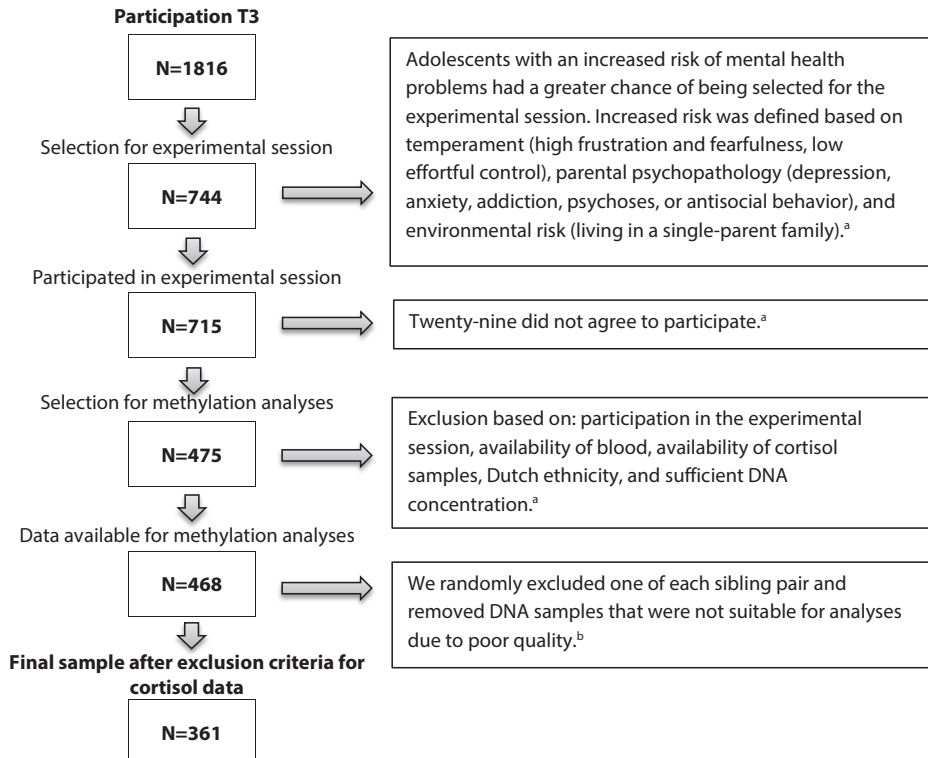 Participation T3
N=1816
Adolescents with an increased risk of mental health
problems had a greater chance of being selected for the
experimental session. Increased risk was defined based on
temperament (high frustration and fearfulness, low
effortful control), parental psychopathology (depression,
anxiety, addiction, psychoses, or antisocial behavior), and
environmental risk (living in a single-parent family).ᵃ
Selection for experimental session
N=744
Participated in experimental session
N=715
Twenty-nine did not agree to participate.ᵃ
Selection for methylation analyses
N=475
Exclusion based on: participation in the experimental
session, availability of blood, availability of cortisol
samples, Dutch ethnicity, and sufficient DNA
concentration.ᵃ
Data available for methylation analyses
N=468
We randomly excluded one of each sibling pair and
removed DNA samples that were not suitable for analyses
due to poor quality.ᵇ
Final sample after exclusion criteria for
cortisol data
N=361